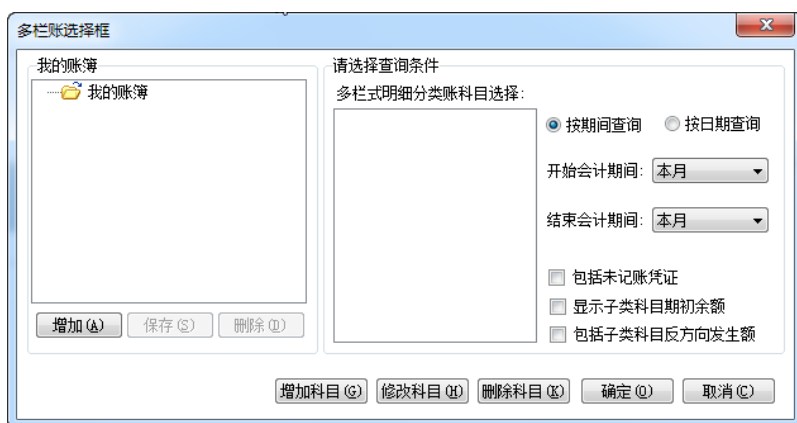 多栏账选择框
我的账簿
我的账簿
增加(A) 保存(S) 删除(D)
请选择查询条件
多栏式明细分类账科目选择:
按期间查询 按日期查询
开始会计期间: 本月
结束会计期间: 本月
包括未记账凭证
显示子类科目期初余额
包括子类科目反方向发生额
增加科目(G) 修改科目(H) 删除科目(K) 确定(O) 取消(C)